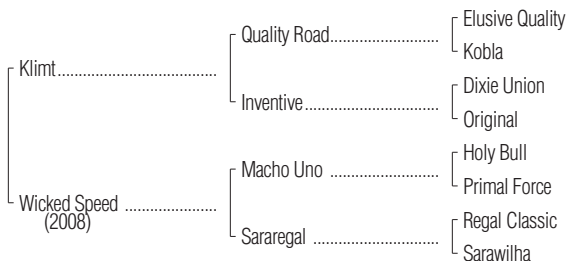 Elusive Quality
Quality Road
Kobla
Klimt
Dixie Union
Inventive
Original
Holy Bull
Macho Uno
Primal Force
Wicked Speed
(2008)
Regal Classic
Sararegal
Sarawilha